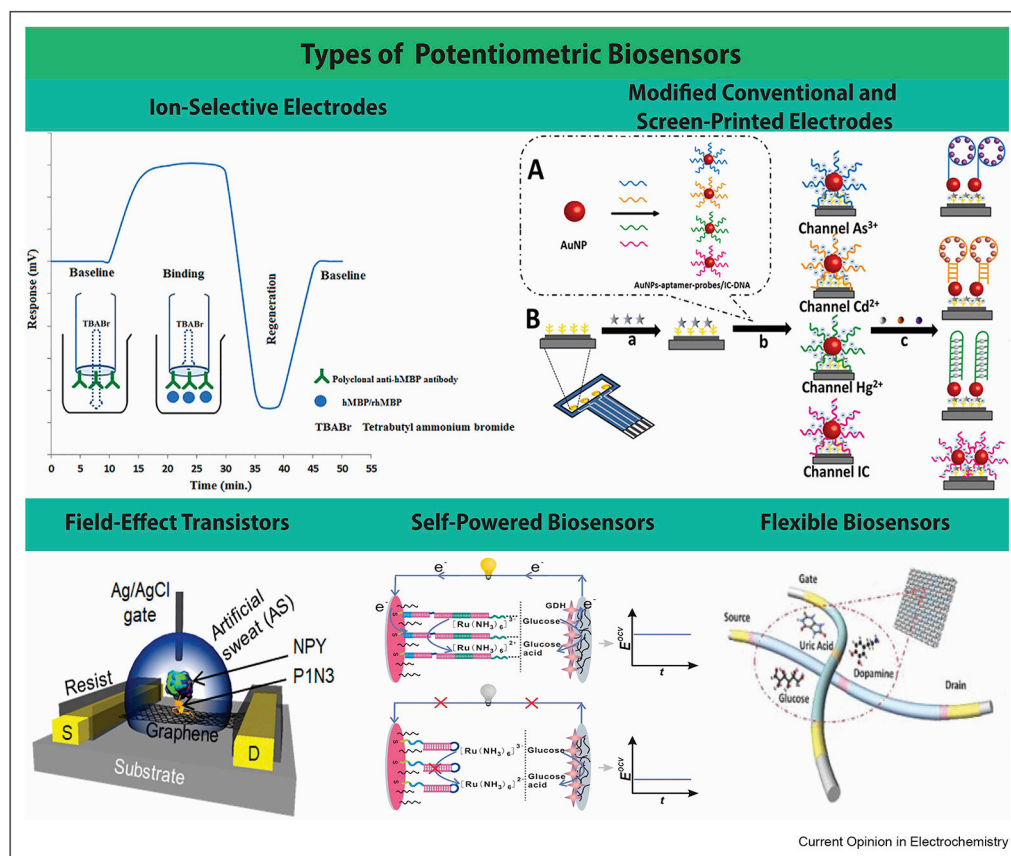 Types of Potentiometric Biosensors
Ion-Selective Electrodes
Response (mV)
Baseline
Binding
Regeneration
Baseline
TBABr
TBABr
Polyclonal anti-hMBP antibody
hMBP/rhMBP
TBABr Tetrabutyl ammonium bromide
0 5 10 15 20 25 30 35 40 45 50 55
Time (min.)
Modified Conventional and
Screen-Printed Electrodes
A
AuNP
AuNPs-aptamer-probes/IC-DNA
B
a
b
c
Channel As³⁺
Channel Cd²⁺
Channel Hg²⁺
Channel IC
Field-Effect Transistors
Ag/AgCl
gate
Artificial
sweat (AS)
NPY
P1N3
Resist
S
Graphene
D
Substrate
Self-Powered Biosensors
e⁻
e⁻
e⁻
e⁻
S
S
S
GDH
[Ru(NH₃)₆]³⁻
Glucose
[Ru(NH₃)₆]²⁻
Glucose
acid
Eᴼᶜⱽ
t
S
S
S
[Ru(NH₃)₆]³⁻
Glucose
[Ru(NH₃)₆]²⁻
Glucose
acid
Eᴼᶜⱽ
t
Flexible Biosensors
Gate
Source
Uric Acid
Dopamine
Glucose
Drain
Current Opinion in Electrochemistry